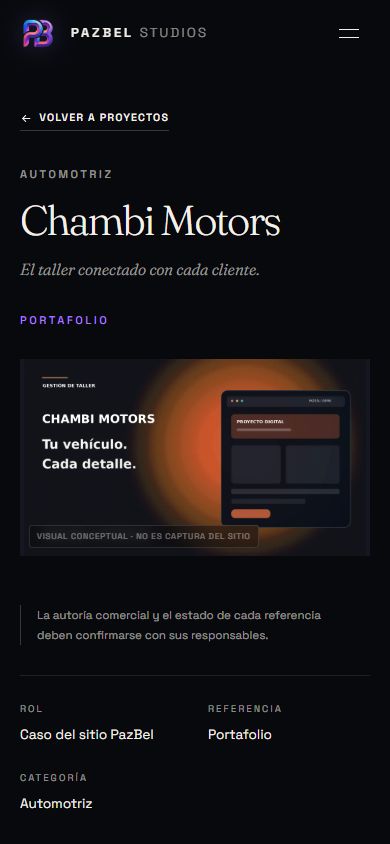 PAZBEL STUDIOS
← VOLVER A PROYECTOS
AUTOMOTRIZ
Chambi Motors
El taller conectado con cada cliente.
PORTAFOLIO
GESTIÓN DE TALLER
CHAMBI MOTORS
Tu vehículo.
Cada detalle.
PROYECTO DIGITAL
VISUAL CONCEPTUAL · NO ES CAPTURA DEL SITIO
La autoría comercial y el estado de cada referencia
deben confirmarse con sus responsables.
ROL
Caso del sitio PazBel
REFERENCIA
Portafolio
CATEGORÍA
Automotriz